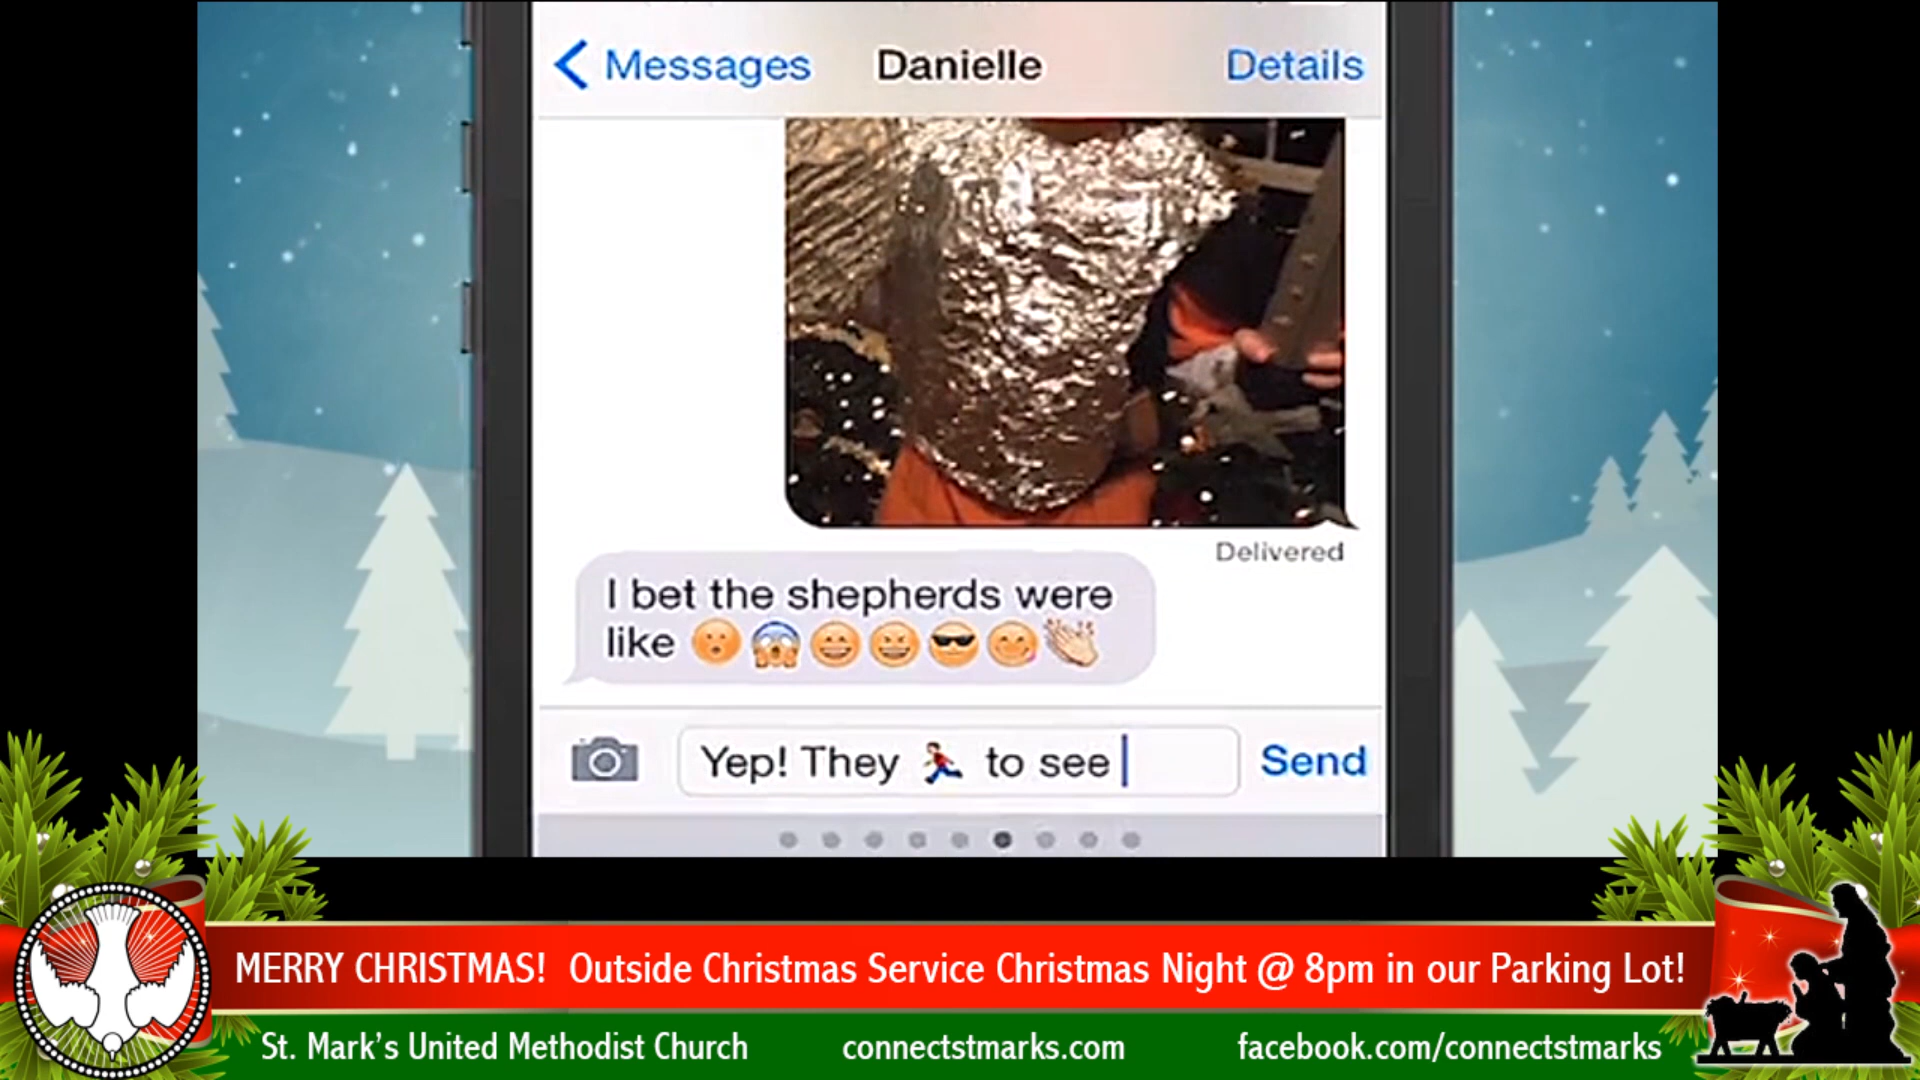 Messages Danielle Details
Delivered
I bet the shepherds were
like 😮😱😄😆😎😋👏
Yep! They 🏃 to see
Send
MERRY CHRISTMAS! Outside Christmas Service Christmas Night @ 8pm in our Parking Lot!
St. Mark's United Methodist Church connectstmarks.com facebook.com/connectstmarks